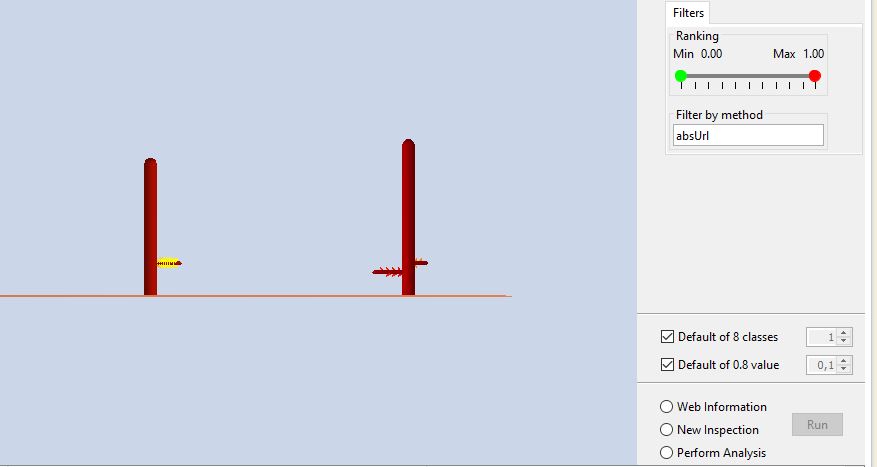 Filters
Ranking
Min 0.00 Max 1.00
Filter by method
absUrl
Default of 8 classes 1
Default of 0.8 value 0,1
Web Information
New Inspection Run
Perform Analysis